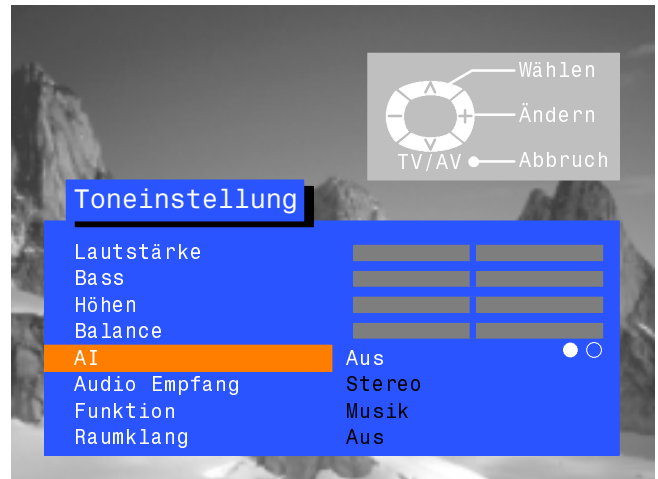 Wählen
Ändern
TV/AV Abbruch
Toneinstellung
Lautstärke
Bass
Höhen
Balance
AI Aus
Audio Empfang Stereo
Funktion Musik
Raumklang Aus